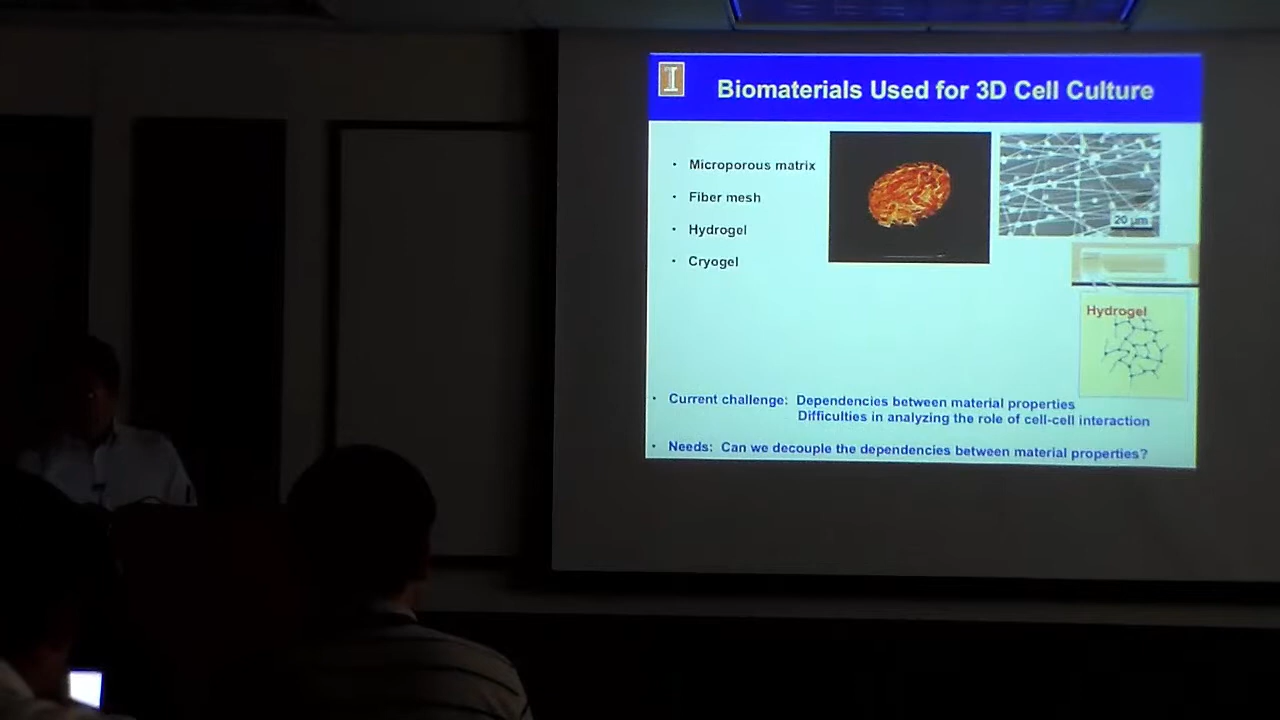 I
Biomaterials Used for 3D Cell Culture
• Microporous matrix
• Fiber mesh
• Hydrogel
• Cryogel
20 µm
Hydrogel
• Current challenge: Dependencies between material properties
Difficulties in analyzing the role of cell-cell interaction
• Needs: Can we decouple the dependencies between material properties?